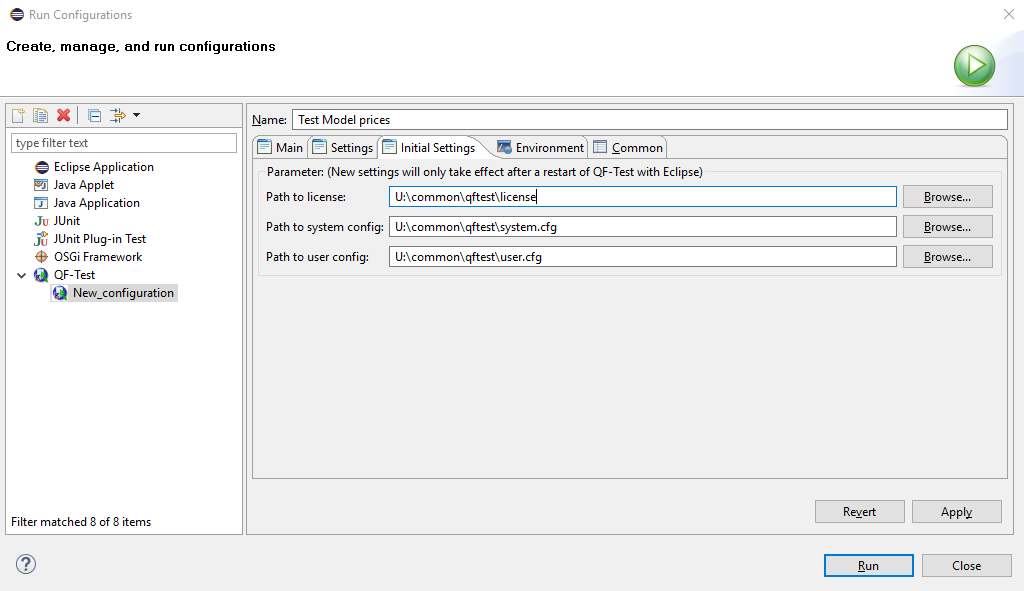 Run Configurations
Create, manage, and run configurations
type filter text
Eclipse Application
Java Applet
Java Application
JUnit
JUnit Plug-in Test
OSGi Framework
QF-Test
New_configuration
Filter matched 8 of 8 items
Name: Test Model prices
Main Settings Initial Settings Environment Common
Parameter: (New settings will only take effect after a restart of QF-Test with Eclipse)
Path to license: U:\common\qftest\license Browse...
Path to system config: U:\common\qftest\system.cfg Browse...
Path to user config: U:\common\qftest\user.cfg Browse...
Revert Apply
? Run Close